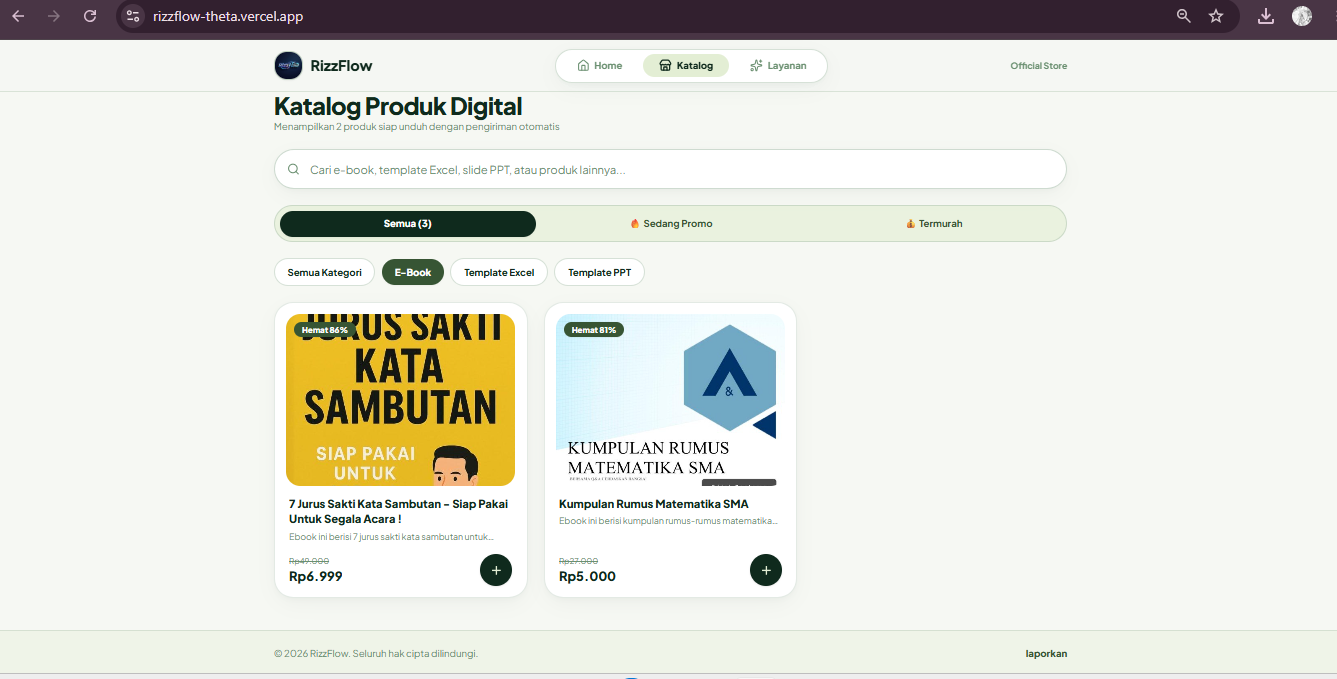 rizzflow-theta.vercel.app
RizzFlow
Home
Katalog
Layanan
Official Store
Katalog Produk Digital
Menampilkan 2 produk siap unduh dengan pengiriman otomatis
Cari e-book, template Excel, slide PPT, atau produk lainnya...
Semua (3)
Sedang Promo
Termurah
Semua Kategori
E-Book
Template Excel
Template PPT
Hemat 86%
JURUS SAKTI
KATA
SAMBUTAN
SIAP PAKAI
UNTUK
7 Jurus Sakti Kata Sambutan – Siap Pakai
Untuk Segala Acara !
Ebook ini berisi 7 jurus sakti kata sambutan untuk...
Rp49.000
Rp6.999
+
Hemat 81%
&
KUMPULAN RUMUS
MATEMATIKA SMA
Kumpulan Rumus Matematika SMA
Ebook ini berisi kumpulan rumus-rumus matematika...
Rp27.000
Rp5.000
+
© 2026 RizzFlow. Seluruh hak cipta dilindungi.
laporkan